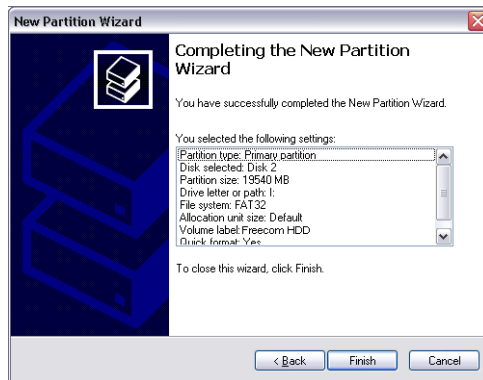 New Partition Wizard
Completing the New Partition
Wizard
You have successfully completed the New Partition Wizard.
You selected the following settings:
Partition type: Primary partition
Disk selected: Disk 2
Partition size: 19540 MB
Drive letter or path: I:
File system: FAT32
Allocation unit size: Default
Volume label: Freecom HDD
Quick format: Yes
To close this wizard, click Finish.
< Back
Finish
Cancel